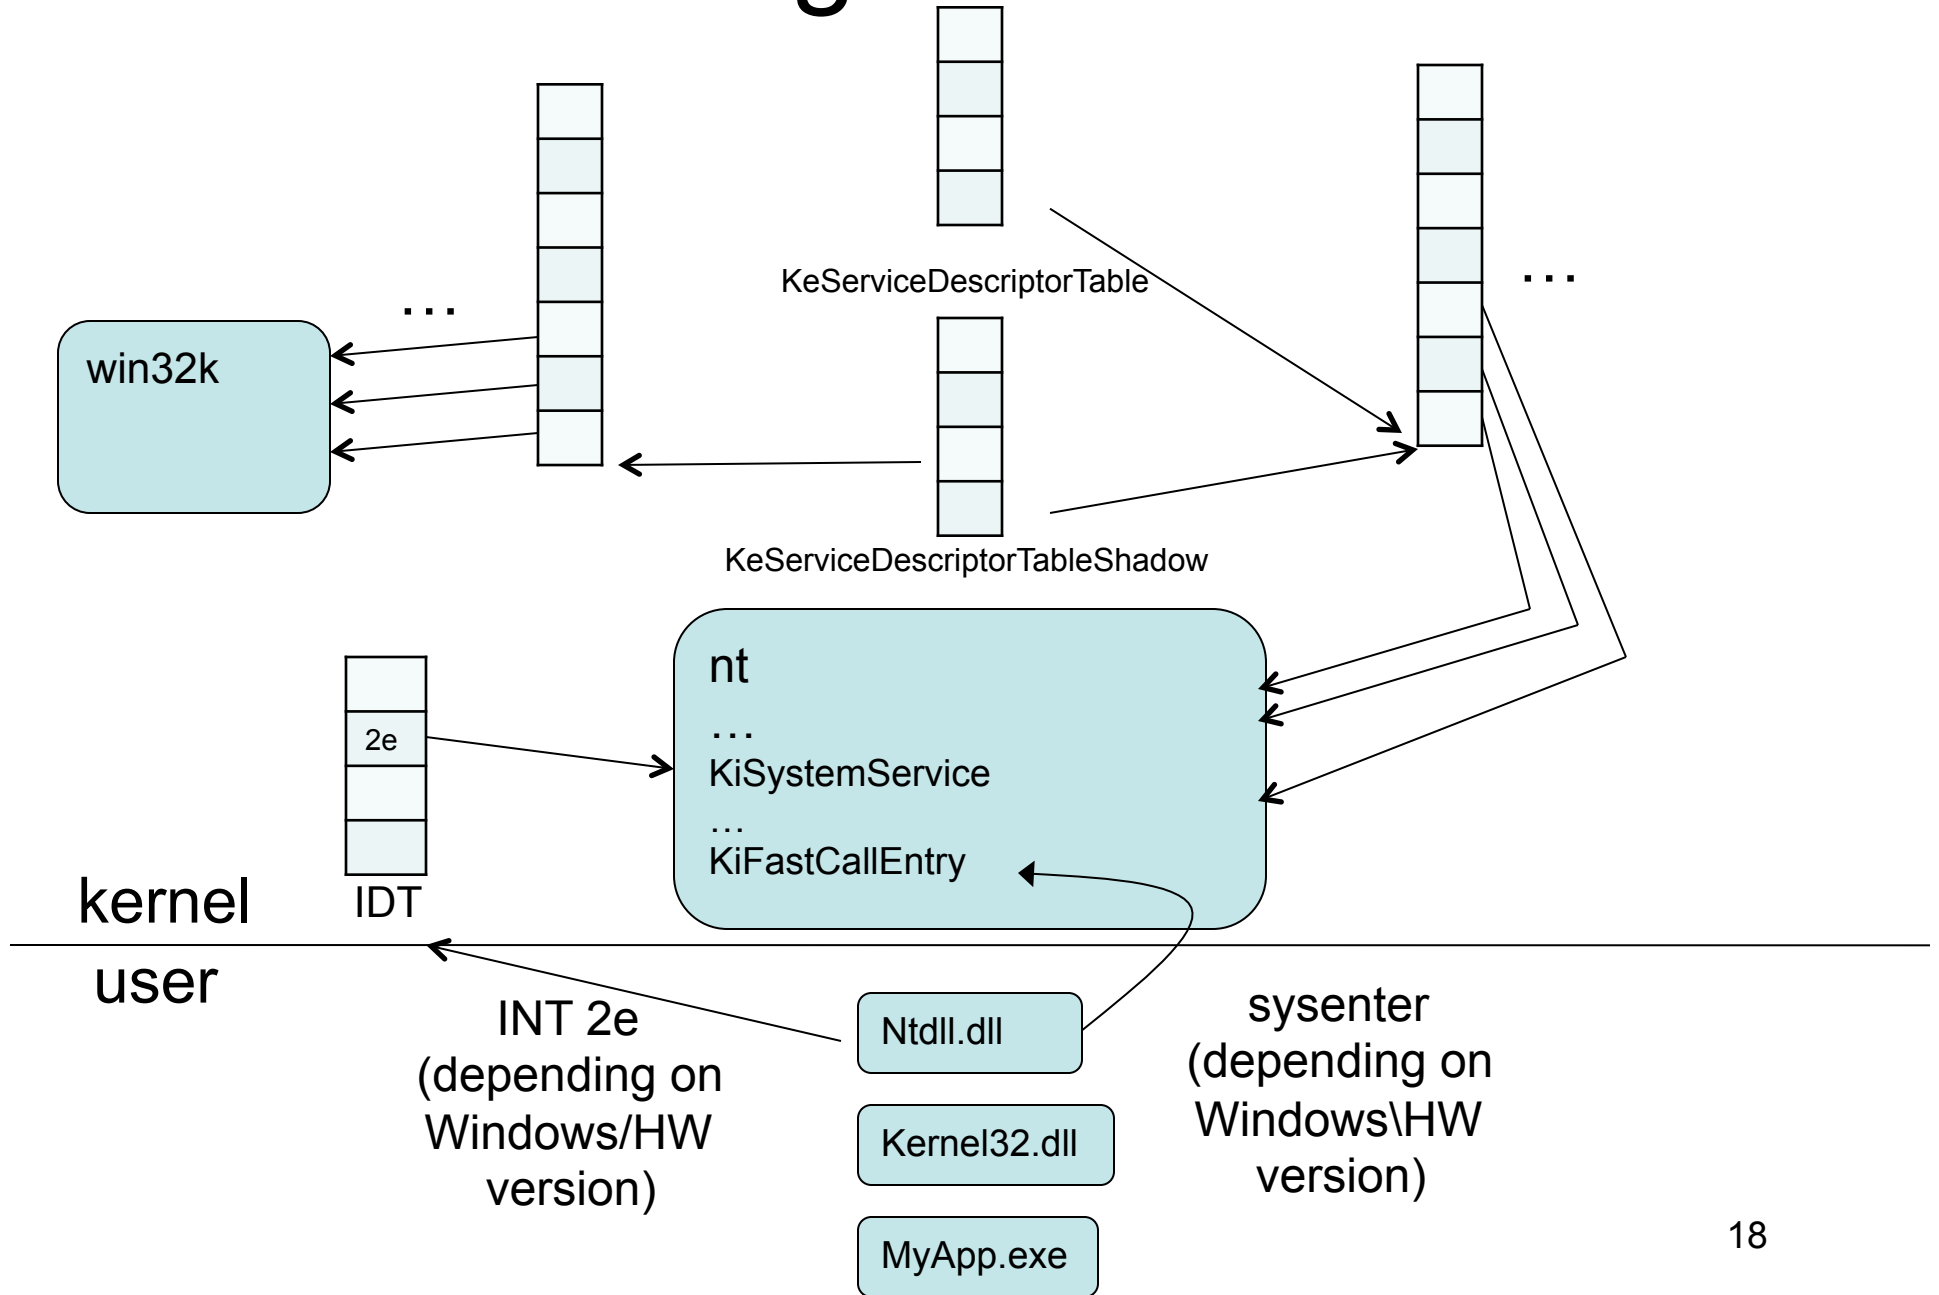 KeServiceDescriptorTable
…
…
win32k
KeServiceDescriptorTableShadow
nt
…
KiSystemService
…
KiFastCallEntry
2e
IDT
kernel
user
INT 2e
(depending on
Windows/HW
version)
Ntdll.dll
Kernel32.dll
MyApp.exe
sysenter
(depending on
Windows\HW
version)
18